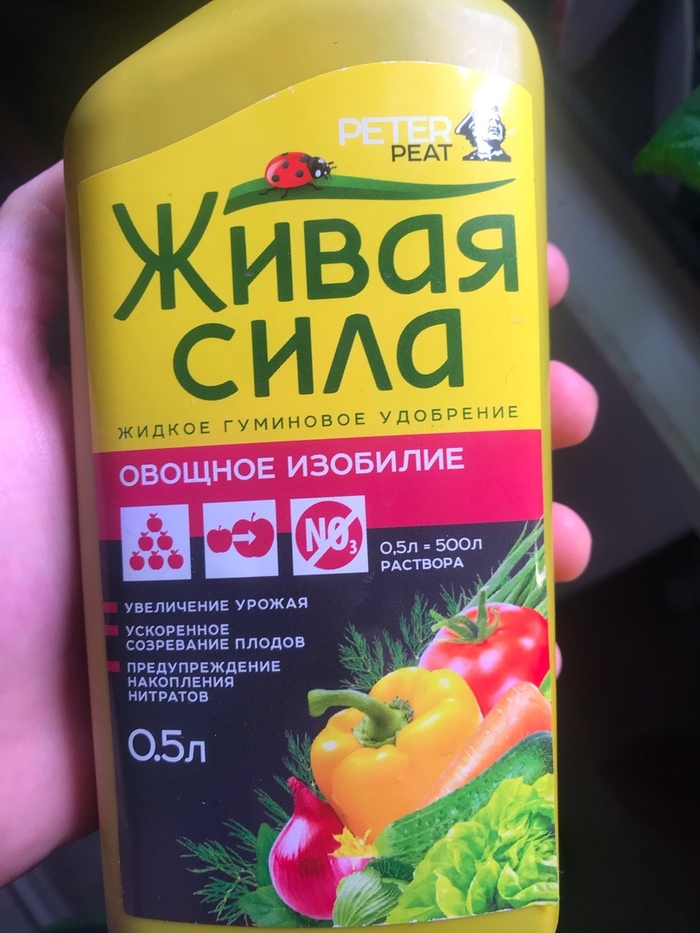 PETER
PEAT
Живая
сила
ЖИДКОЕ ГУМИНОВОЕ УДОБРЕНИЕ
ОВОЩНОЕ ИЗОБИЛИЕ
NO3
0,5л = 500л
РАСТВОРА
УВЕЛИЧЕНИЕ УРОЖАЯ
УСКОРЕННОЕ
СОЗРЕВАНИЕ ПЛОДОВ
ПРЕДУПРЕЖДЕНИЕ
НАКОПЛЕНИЯ
НИТРАТОВ
0.5л